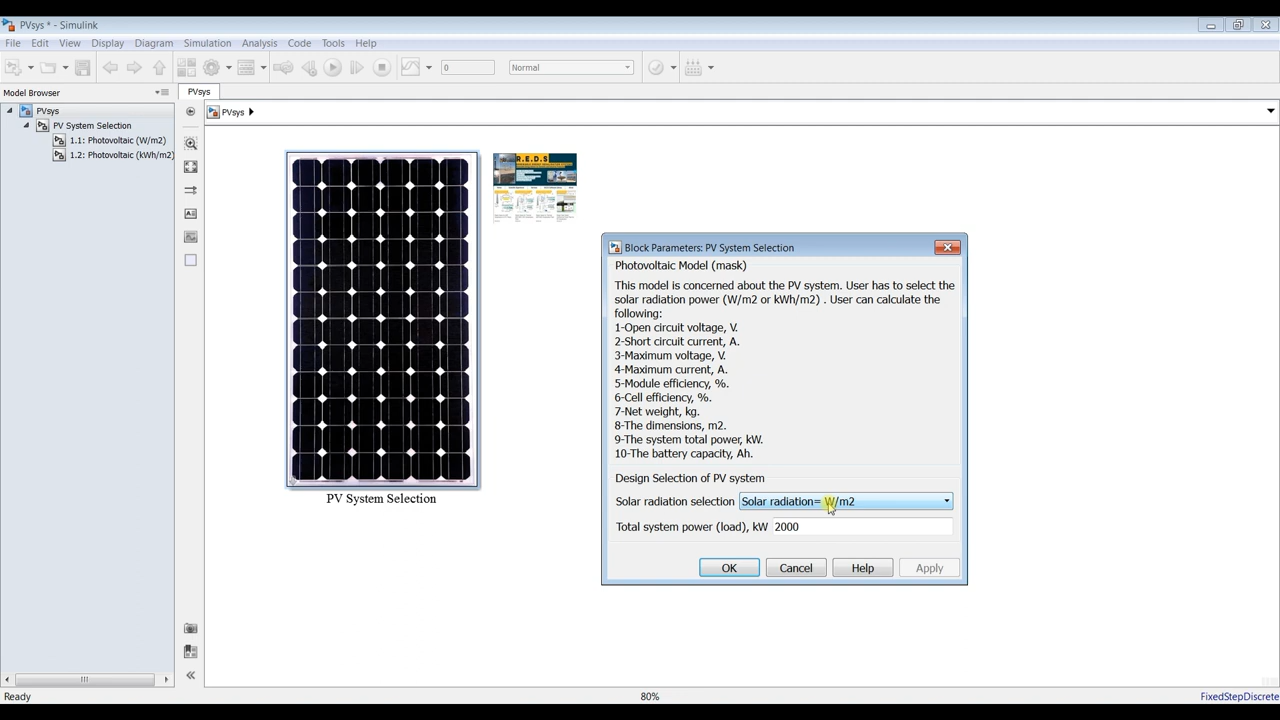 PVsys * - Simulink
File Edit View Display Diagram Simulation Analysis Code Tools Help
0 Normal
Model Browser
PVsys
PVsys
PVsys
PV System Selection
1.1: Photovoltaic (W/m2)
1.2: Photovoltaic (kWh/m2)
R.E.D.S
PV System Selection
Block Parameters: PV System Selection
Photovoltaic Model (mask)
This model is concerned about the PV system. User has to select the
solar radiation power (W/m2 or kWh/m2) . User can calculate the
following:
1-Open circuit voltage, V.
2-Short circuit current, A.
3-Maximum voltage, V.
4-Maximum current, A.
5-Module efficiency, %.
6-Cell efficiency, %.
7-Net weight, kg.
8-The dimensions, m2.
9-The system total power, kW.
10-The battery capacity, Ah.
Design Selection of PV system
Solar radiation selection Solar radiation= W/m2
Total system power (load), kW 2000
OK Cancel Help Apply
Ready 80% FixedStepDiscrete